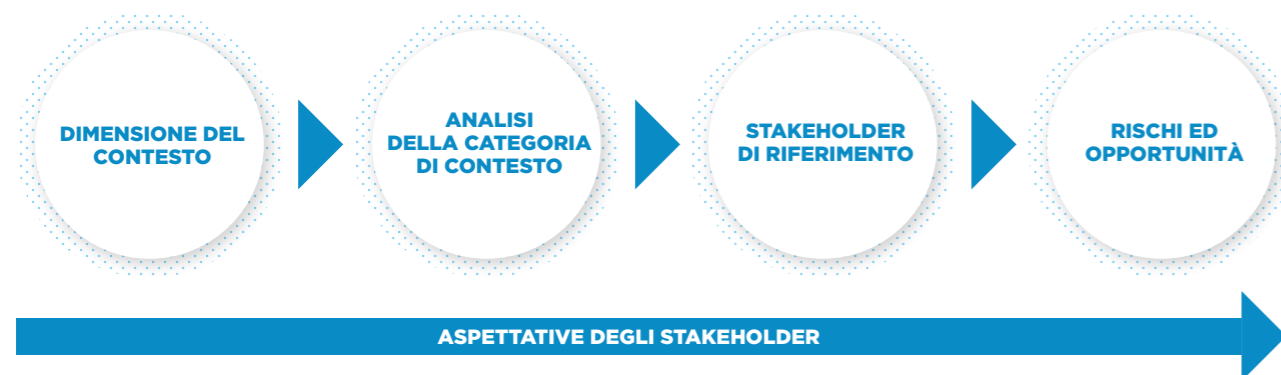 DIMENSIONE DEL
CONTESTO
ANALISI
DELLA CATEGORIA
DI CONTESTO
STAKEHOLDER
DI RIFERIMENTO
RISCHI ED
OPPORTUNITÀ
ASPETTATIVE DEGLI STAKEHOLDER